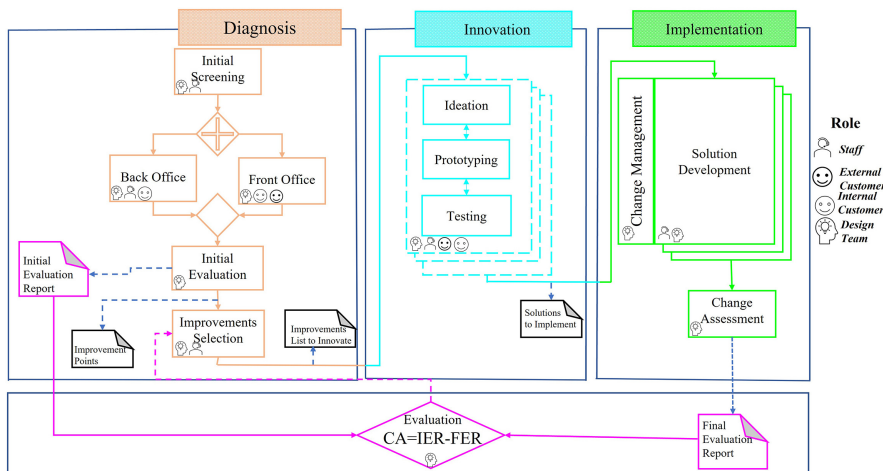 Diagnosis
Innovation
Implementation
Initial
Screening
Back Office
Front Office
Initial
Evaluation
Initial
Evaluation
Report
Improvements
Selection
Improvement
Points
Improvements
List to Innovate
Ideation
Prototyping
Testing
Solutions
to Implement
Change Management
Solution
Development
Change
Assessment
Role
Staff
External
Customer
Internal
Customer
Design
Team
Evaluation
CA=IER-FER
Final
Evaluation
Report